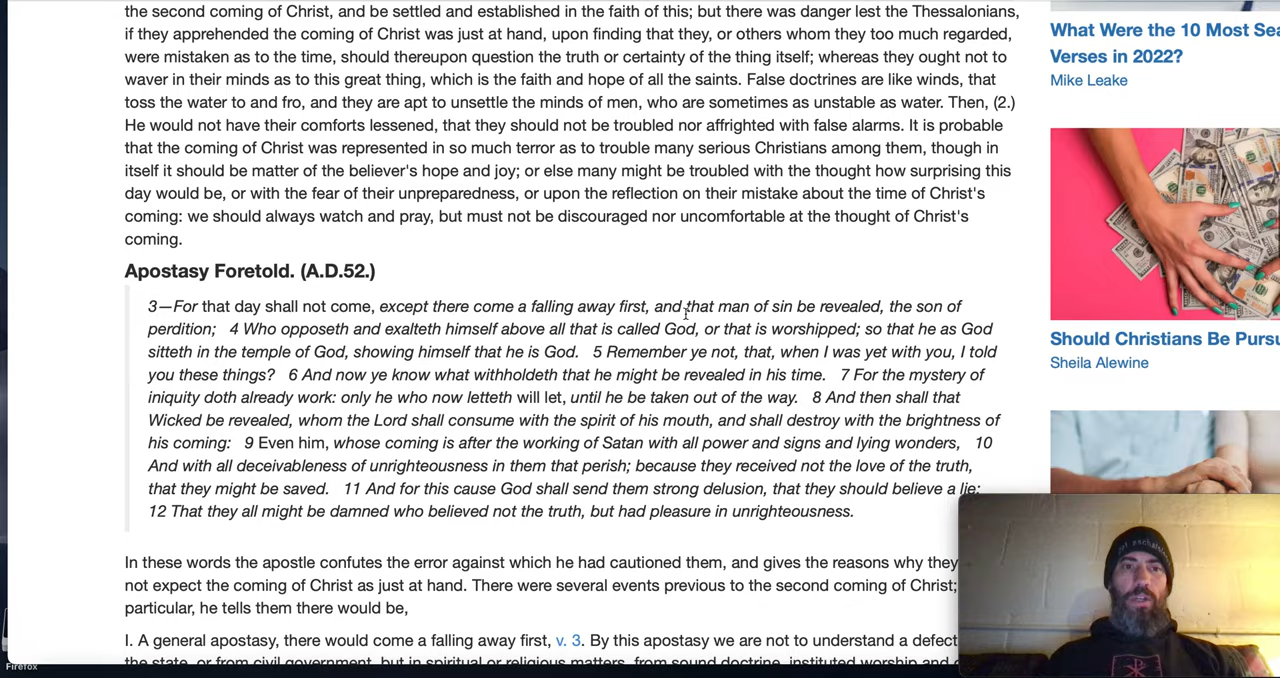 the second coming of Christ, and be settled and established in the faith of this; but there was danger lest the Thessalonians,
if they apprehended the coming of Christ was just at hand, upon finding that they, or others whom they too much regarded,
were mistaken as to the time, should thereupon question the truth or certainty of the thing itself; whereas they ought not to
waver in their minds as to this great thing, which is the faith and hope of all the saints. False doctrines are like winds, that
toss the water to and fro, and they are apt to unsettle the minds of men, who are sometimes as unstable as water. Then, (2.)
He would not have their comforts lessened, that they should not be troubled nor affrighted with false alarms. It is probable
that the coming of Christ was represented in so much terror as to trouble many serious Christians among them, though in
itself it should be matter of the believer's hope and joy; or else many might be troubled with the thought how surprising this
day would be, or with the fear of their unpreparedness, or upon the reflection on their mistake about the time of Christ's
coming: we should always watch and pray, but must not be discouraged nor uncomfortable at the thought of Christ's
coming.
Apostasy Foretold. (A.D.52.)
3—For that day shall not come, except there come a falling away first, and that man of sin be revealed, the son of
perdition; 4 Who opposeth and exalteth himself above all that is called God, or that is worshipped; so that he as God
sitteth in the temple of God, showing himself that he is God. 5 Remember ye not, that, when I was yet with you, I told
you these things? 6 And now ye know what withholdeth that he might be revealed in his time. 7 For the mystery of
iniquity doth already work: only he who now letteth will let, until he be taken out of the way. 8 And then shall that
Wicked be revealed, whom the Lord shall consume with the spirit of his mouth, and shall destroy with the brightness of
his coming: 9 Even him, whose coming is after the working of Satan with all power and signs and lying wonders, 10
And with all deceivableness of unrighteousness in them that perish; because they received not the love of the truth,
that they might be saved. 11 And for this cause God shall send them strong delusion, that they should believe a lie:
12 That they all might be damned who believed not the truth, but had pleasure in unrighteousness.
In these words the apostle confutes the error against which he had cautioned them, and gives the reasons why they
not expect the coming of Christ as just at hand. There were several events previous to the second coming of Christ;
particular, he tells them there would be,
I. A general apostasy, there would come a falling away first, v. 3. By this apostasy we are not to understand a defect
the state, or from civil government, but in spiritual or religious matters, from sound doctrine, instituted worship and
What Were the 10 Most Sea
Verses in 2022?
Mike Leake
Should Christians Be Pursu
Sheila Alewine
Firefox